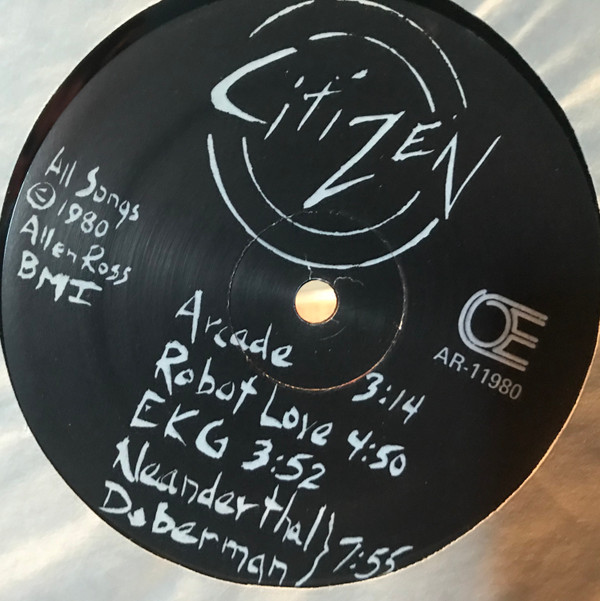 CitiZEN
All Songs
© 1980
Allen Ross
BMI
OE
AR-11980
Arcade 3:14
Robot Love 4:50
EKG 3:52
Neanderthal
Doberman } 7:55